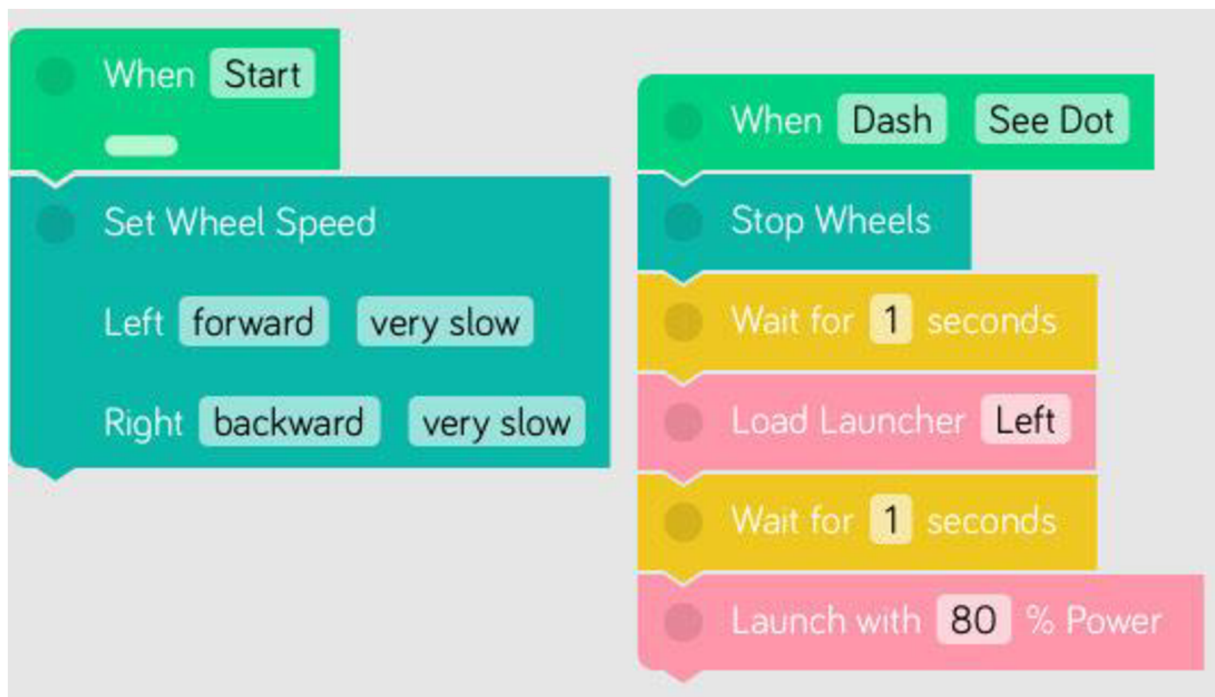 When Start
Set Wheel Speed
Left forward very slow
Right backward very slow
When Dash See Dot
Stop Wheels
Wait for 1 seconds
Load Launcher Left
Wait for 1 seconds
Launch with 80 % Power